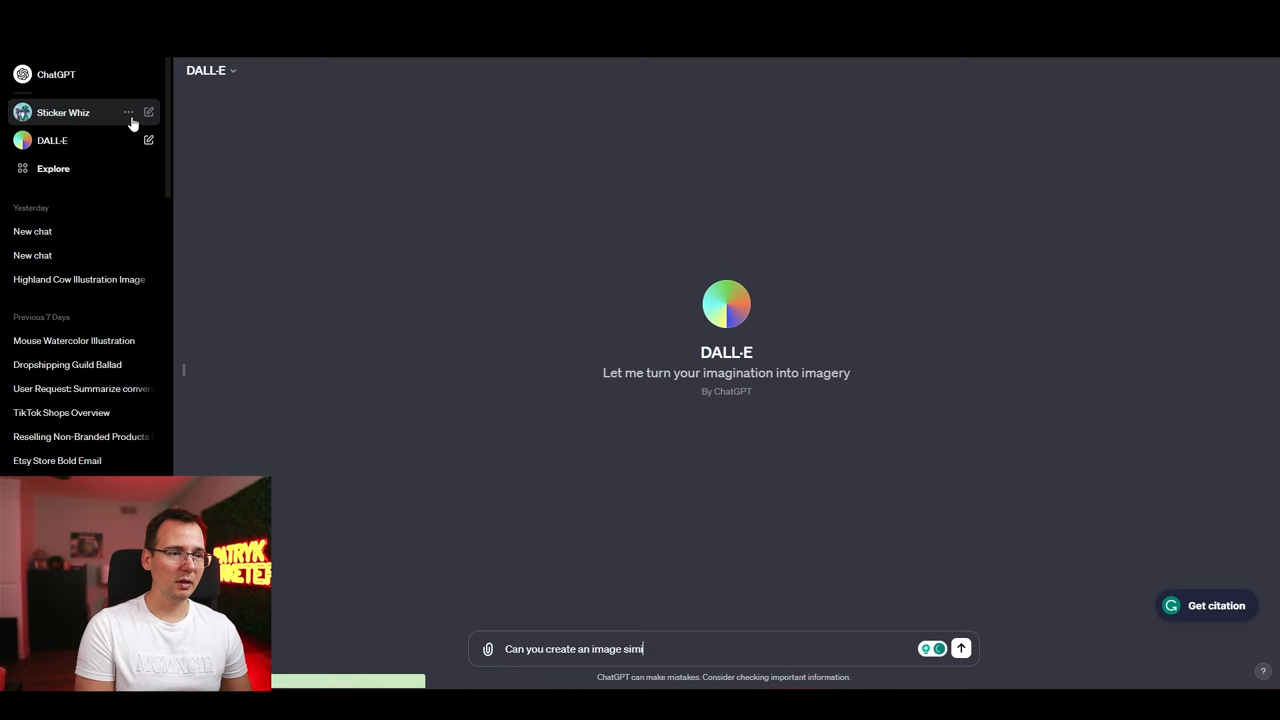 ChatGPT
Sticker Whiz
DALL·E
Explore
Yesterday
New chat
New chat
Highland Cow Illustration Image
Previous 7 Days
Mouse Watercolor Illustration
Dropshipping Guild Ballad
User Request: Summarize conver
TikTok Shops Overview
Reselling Non-Branded Products
Etsy Store Bold Email
DALL·E
DALL·E
Let me turn your imagination into imagery
By ChatGPT
Get citation
Can you create an image simi
ChatGPT can make mistakes. Consider checking important information.
?